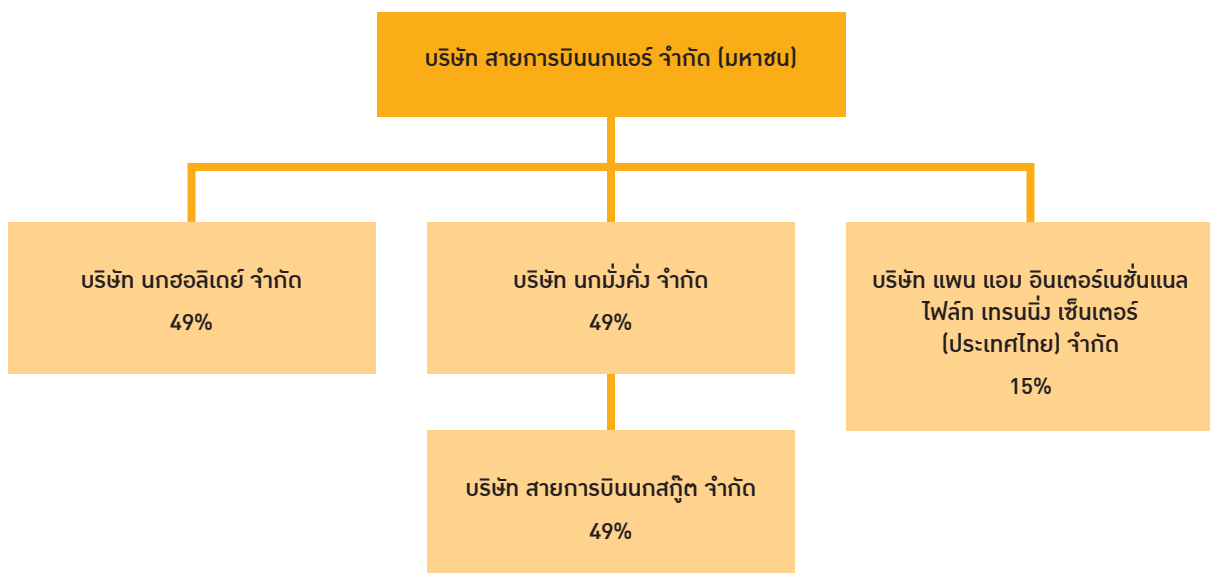 บริษัท สายการบินนกแอร์ จำกัด (มหาชน)
บริษัท นกฮอลิเดย์ จำกัด
49%
บริษัท นกมั่งคั่ง จำกัด
49%
บริษัท แพน แอม อินเตอร์เนชั่นแนล
ไฟล์ท เทรนนิ่ง เซ็นเตอร์
(ประเทศไทย) จำกัด
15%
บริษัท สายการบินนกสกู๊ต จำกัด
49%